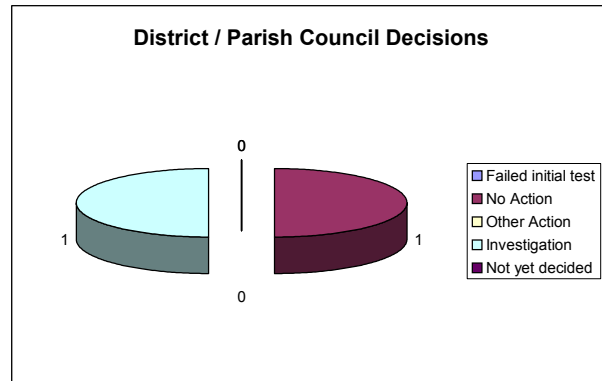 District / Parish Council Decisions
0
1
1
0
Failed initial test
No Action
Other Action
Investigation
Not yet decided